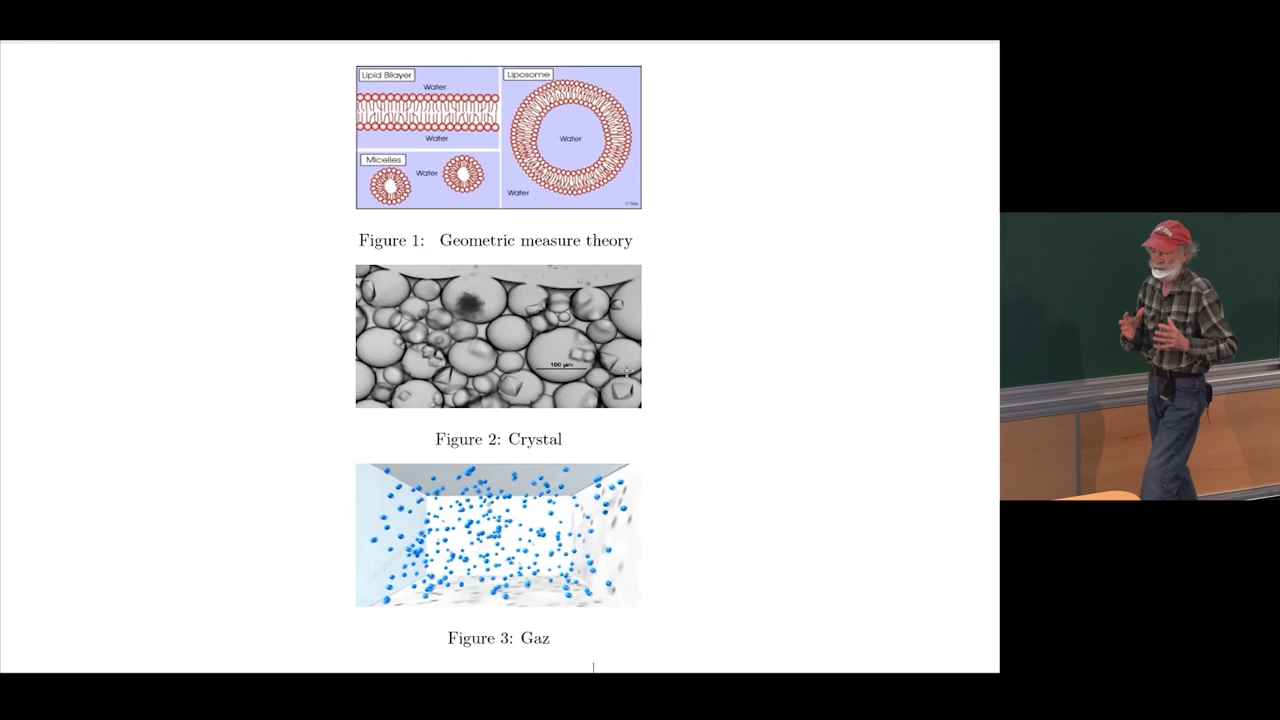 Lipid Bilayer
Water
Water
Micelles
Water
Liposome
Water
Water
Figure 1: Geometric measure theory
100 µm
Figure 2: Crystal
Figure 3: Gaz